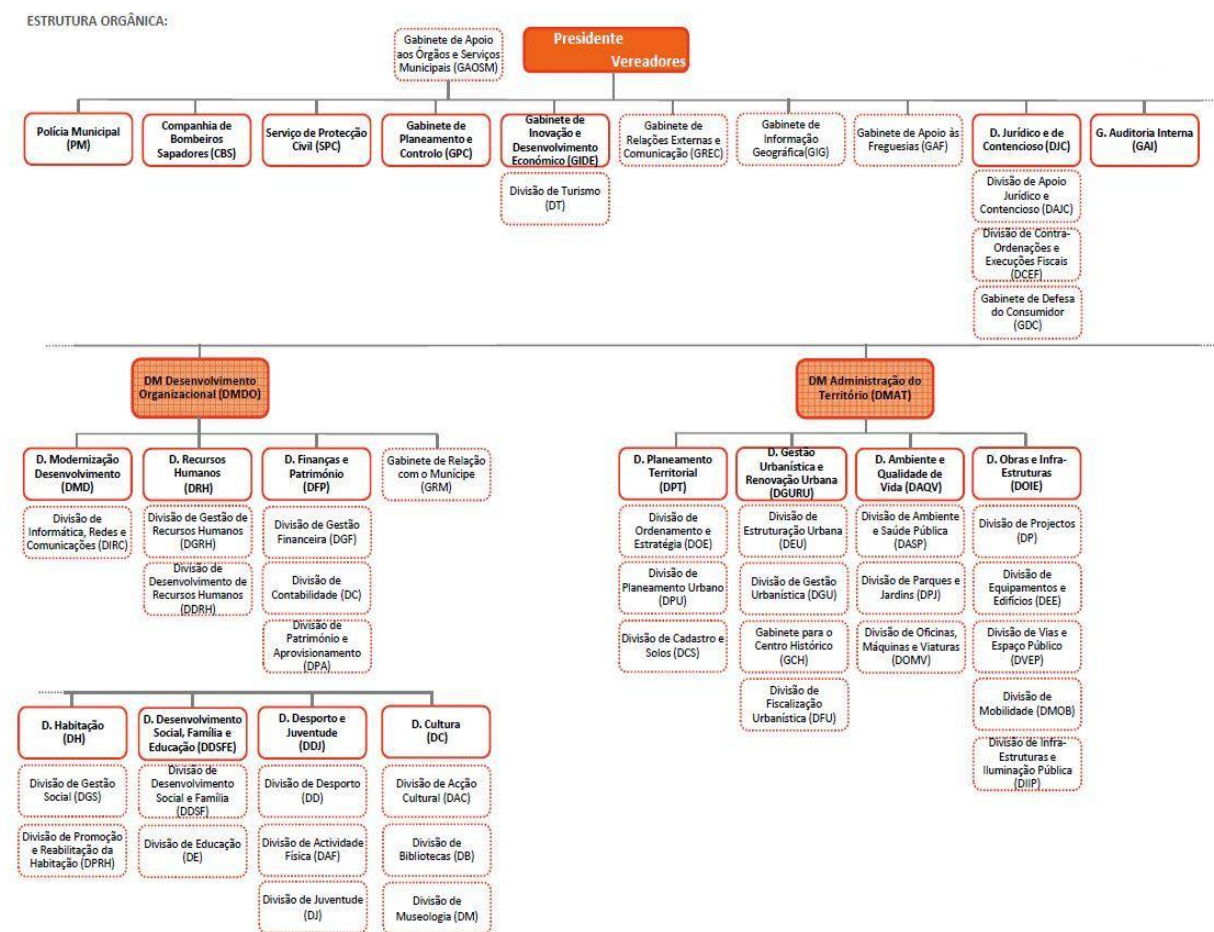 ESTRUTURA ORGÂNICA:
Gabinete de Apoio
aos Órgãos e Serviços
Municipais (GAOSM)
Presidente
Vereadores
Polícia Municipal
(PM)
Companhia de
Bombeiros
Sapadores (CBS)
Serviço de Protecção
Civil (SPC)
Gabinete de
Planeamento e
Controlo (GPC)
Gabinete de
Inovação e
Desenvolvimento
Económico (GIDE)
Gabinete de
Relações Externas e
Comunicação (GREC)
Gabinete de
Informação
Geográfica(GIG)
Gabinete de Apoio às
Freguesias (GAF)
D. Jurídico e de
Contencioso (DJC)
G. Auditoria Interna
(GAI)
Divisão de Turismo
(DT)
Divisão de Apoio
Jurídico e
Contencioso (DAJC)
Divisão de Contra-
Ordenações e
Execuções Fiscais
(DCEF)
Gabinete de Defesa
do Consumidor
(GDC)
DM Desenvolvimento
Organizacional (DMDO)
DM Administração do
Território (DMAT)
D. Modernização
Desenvolvimento
(DMD)
D. Recursos
Humanos
(DRH)
D. Finanças e
Património
(DFP)
Gabinete de Relação
com o Munícipe
(GRM)
Divisão de
Informática, Redes e
Comunicações (DIRC)
Divisão de Gestão de
Recursos Humanos
(DGRH)
Divisão de
Desenvolvimento de
Recursos Humanos
(DDRH)
Divisão de Gestão
Financeira (DGF)
Divisão de
Contabilidade (DC)
Divisão de
Património e
Aprovisionamento
(DPA)
D. Planeamento
Territorial
(DPT)
D. Gestão
Urbanística e
Renovação Urbana
(DGURU)
D. Ambiente e
Qualidade de
Vida (DAQV)
D. Obras e Infra-
Estruturas
(DOIE)
Divisão de
Ordenamento e
Estratégia (DOE)
Divisão de
Planeamento Urbano
(DPU)
Divisão de Cadastro e
Solos (DCS)
Divisão de
Estruturação Urbana
(DEU)
Divisão de Gestão
Urbanística (DGU)
Gabinete para o
Centro Histórico
(GCH)
Divisão de
Fiscalização
Urbanística (DFU)
Divisão de Ambiente
e Saúde Pública
(DASP)
Divisão de Parques e
Jardins (DPJ)
Divisão de Oficinas,
Máquinas e Viaturas
(DOMV)
Divisão de Projectos
(DP)
Divisão de
Equipamentos e
Edifícios (DEE)
Divisão de Vias e
Espaço Público
(DVEP)
Divisão de
Mobilidade (DMOB)
Divisão de Infra-
Estruturas e
Iluminação Pública
(DIIP)
D. Habitação
(DH)
D. Desenvolvimento
Social, Família e
Educação (DDSFE)
D. Desporto e
Juventude
(DDJ)
D. Cultura
(DC)
Divisão de Gestão
Social (DGS)
Divisão de Promoção
e Reabilitação da
Habitação (DPRH)
Divisão de
Desenvolvimento
Social e Família
(DDSF)
Divisão de Educação
(DE)
Divisão de Desporto
(DD)
Divisão de Actividade
Física (DAF)
Divisão de Juventude
(DJ)
Divisão de Acção
Cultural (DAC)
Divisão de
Bibliotecas (DB)
Divisão de
Museologia (DM)